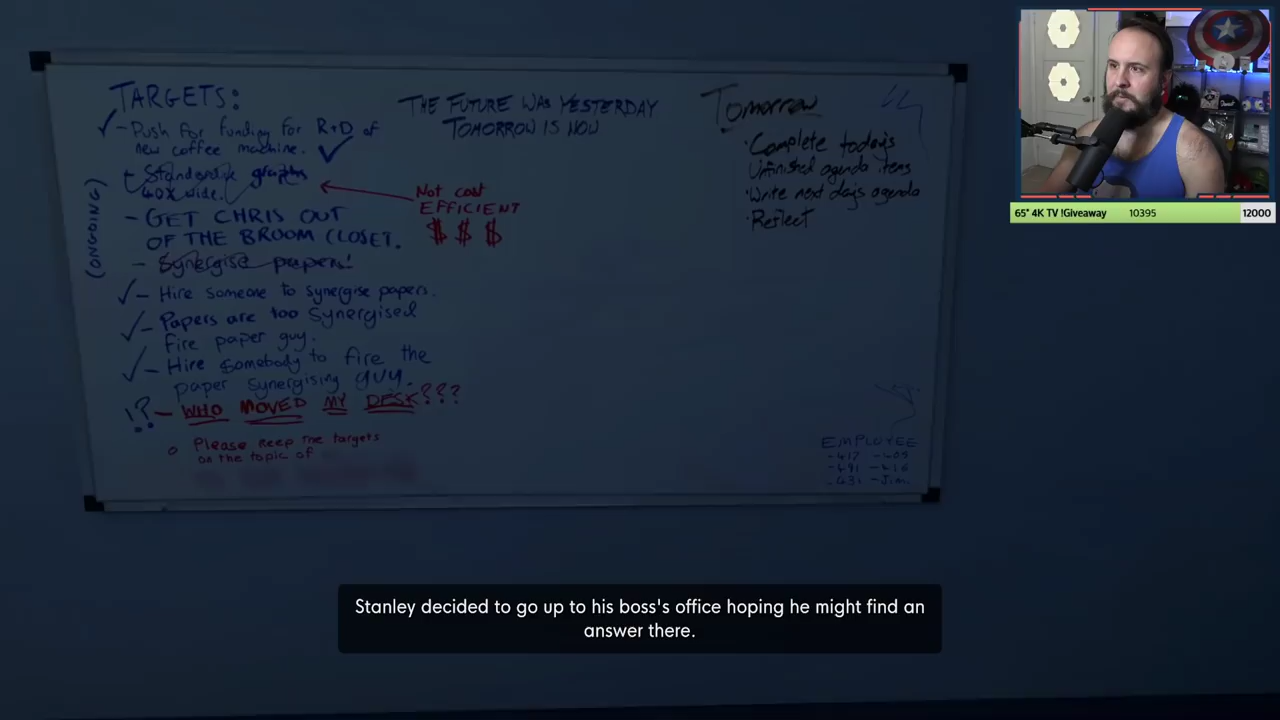 TARGETS:
- Push for funding for R+D of
new coffee machine.
- Standardise graphs
40% wide.
(ONGOING)
- GET CHRIS OUT
OF THE BROOM CLOSET.
- Synergise papers!
- Hire someone to synergise papers.
- Papers are too Synergised
fire paper guy.
- Hire somebody to fire the
paper synergising guy.
!? - WHO MOVED MY DESK???
Please keep the targets
on the topic of
Not cost
EFFICIENT
$ $ $
THE FUTURE WAS YESTERDAY
TOMORROW IS NOW
Tomorrow
· Complete today's
Unfinished agenda items
· Write next days agenda
· Reflect
EMPLOYEE
-417
-Jim.
Stanley decided to go up to his boss's office hoping he might find an
answer there.
65" 4K TV !Giveaway 10395 12000